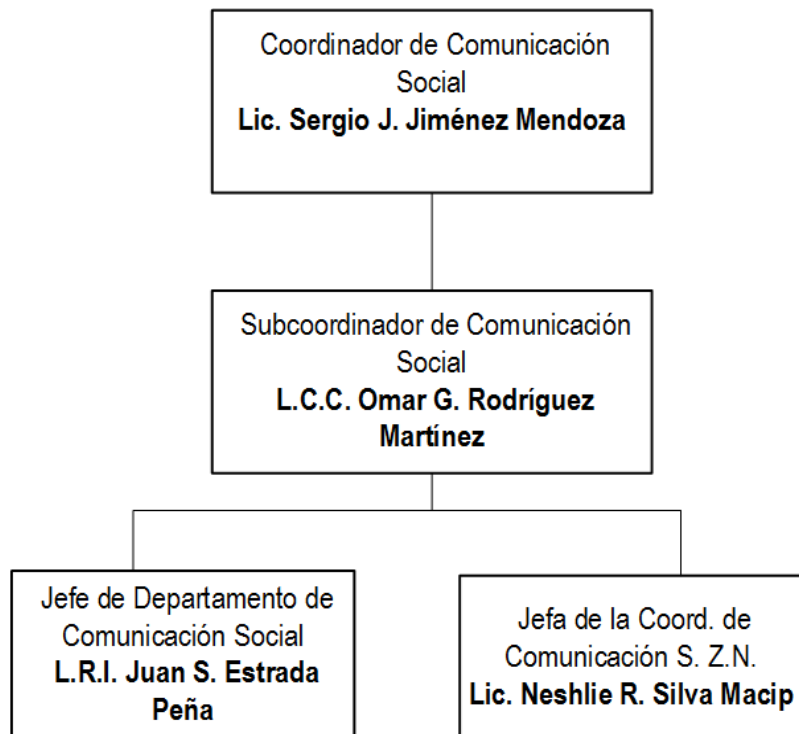 Coordinador de Comunicación
Social
Lic. Sergio J. Jiménez Mendoza
Subcoordinador de Comunicación
Social
L.C.C. Omar G. Rodríguez
Martínez
Jefe de Departamento de
Comunicación Social
L.R.I. Juan S. Estrada
Peña
Jefa de la Coord. de
Comunicación S. Z.N.
Lic. Neshlie R. Silva Macip